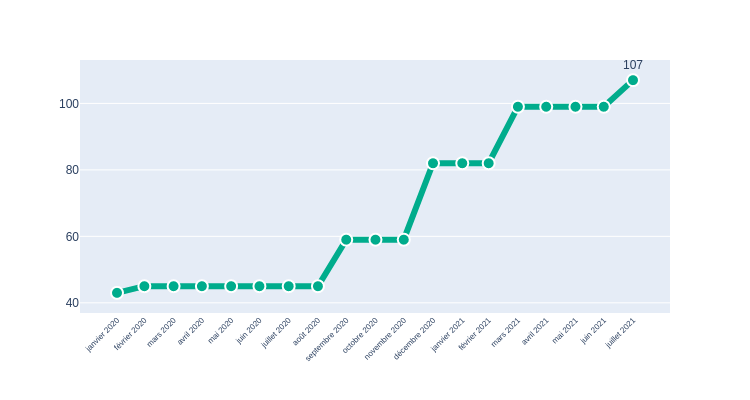 107
100
80
60
40
janvier 2020
février 2020
mars 2020
avril 2020
mai 2020
juin 2020
juillet 2020
août 2020
septembre 2020
octobre 2020
novembre 2020
décembre 2020
janvier 2021
février 2021
mars 2021
avril 2021
mai 2021
juin 2021
juillet 2021